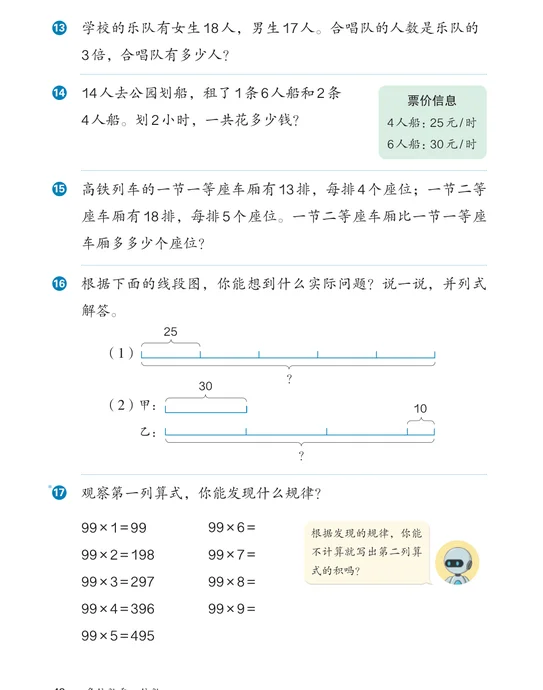 13 学校的乐队有女生18人，男生17人。合唱队的人数是乐队的
3倍，合唱队有多少人？
14 14人去公园划船，租了1条6人船和2条
4人船。划2小时，一共花多少钱？
票价信息
4人船：25元/时
6人船：30元/时
15 高铁列车的一节一等座车厢有13排，每排4个座位；一节二等
座车厢有18排，每排5个座位。一节二等座车厢比一节一等座
车厢多多少个座位？
16 根据下面的线段图，你能想到什么实际问题？说一说，并列式
解答。
25
（1）
?
30
（2）甲：
10
乙：
?
*17 观察第一列算式，你能发现什么规律？
99×1=99 99×6=
99×2=198 99×7=
99×3=297 99×8=
99×4=396 99×9=
99×5=495
根据发现的规律，你能
不计算就写出第二列算
式的积吗？